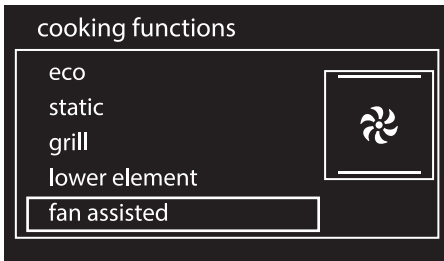 cooking functions
eco
static
grill
lower element
fan assisted